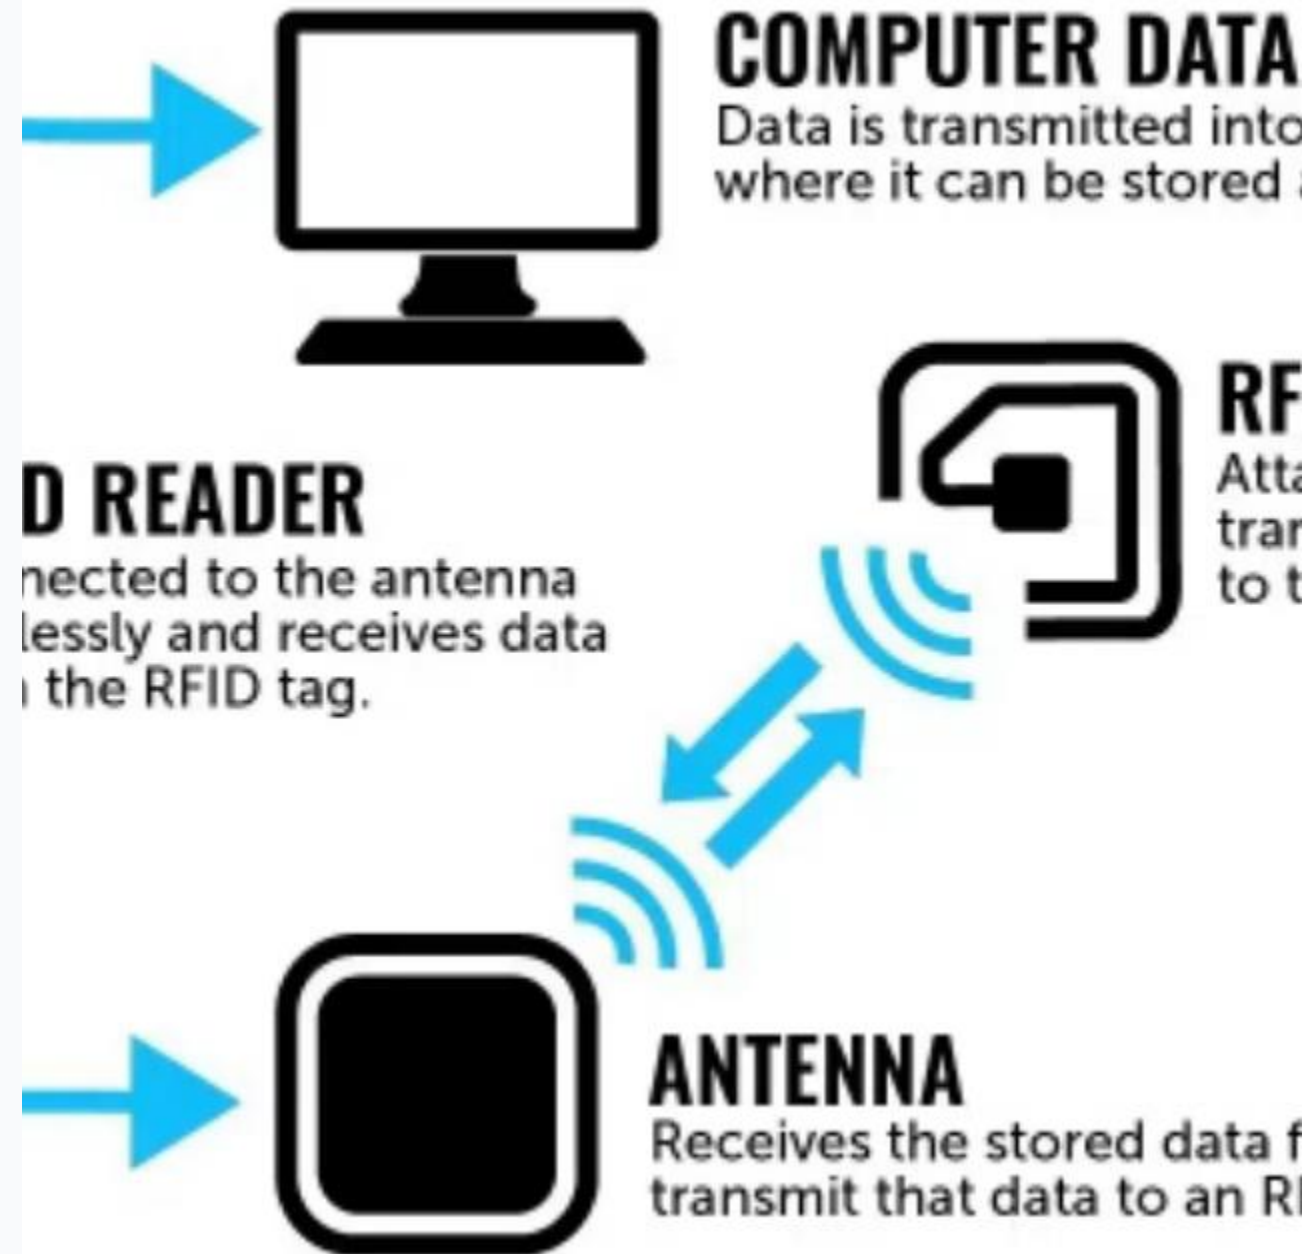 COMPUTER DATA
Data is transmitted into
where it can be stored
RF
Atta
tran
to t
D READER
nected to the antenna
lessly and receives data
the RFID tag.
ANTENNA
Receives the stored data f
transmit that data to an RF